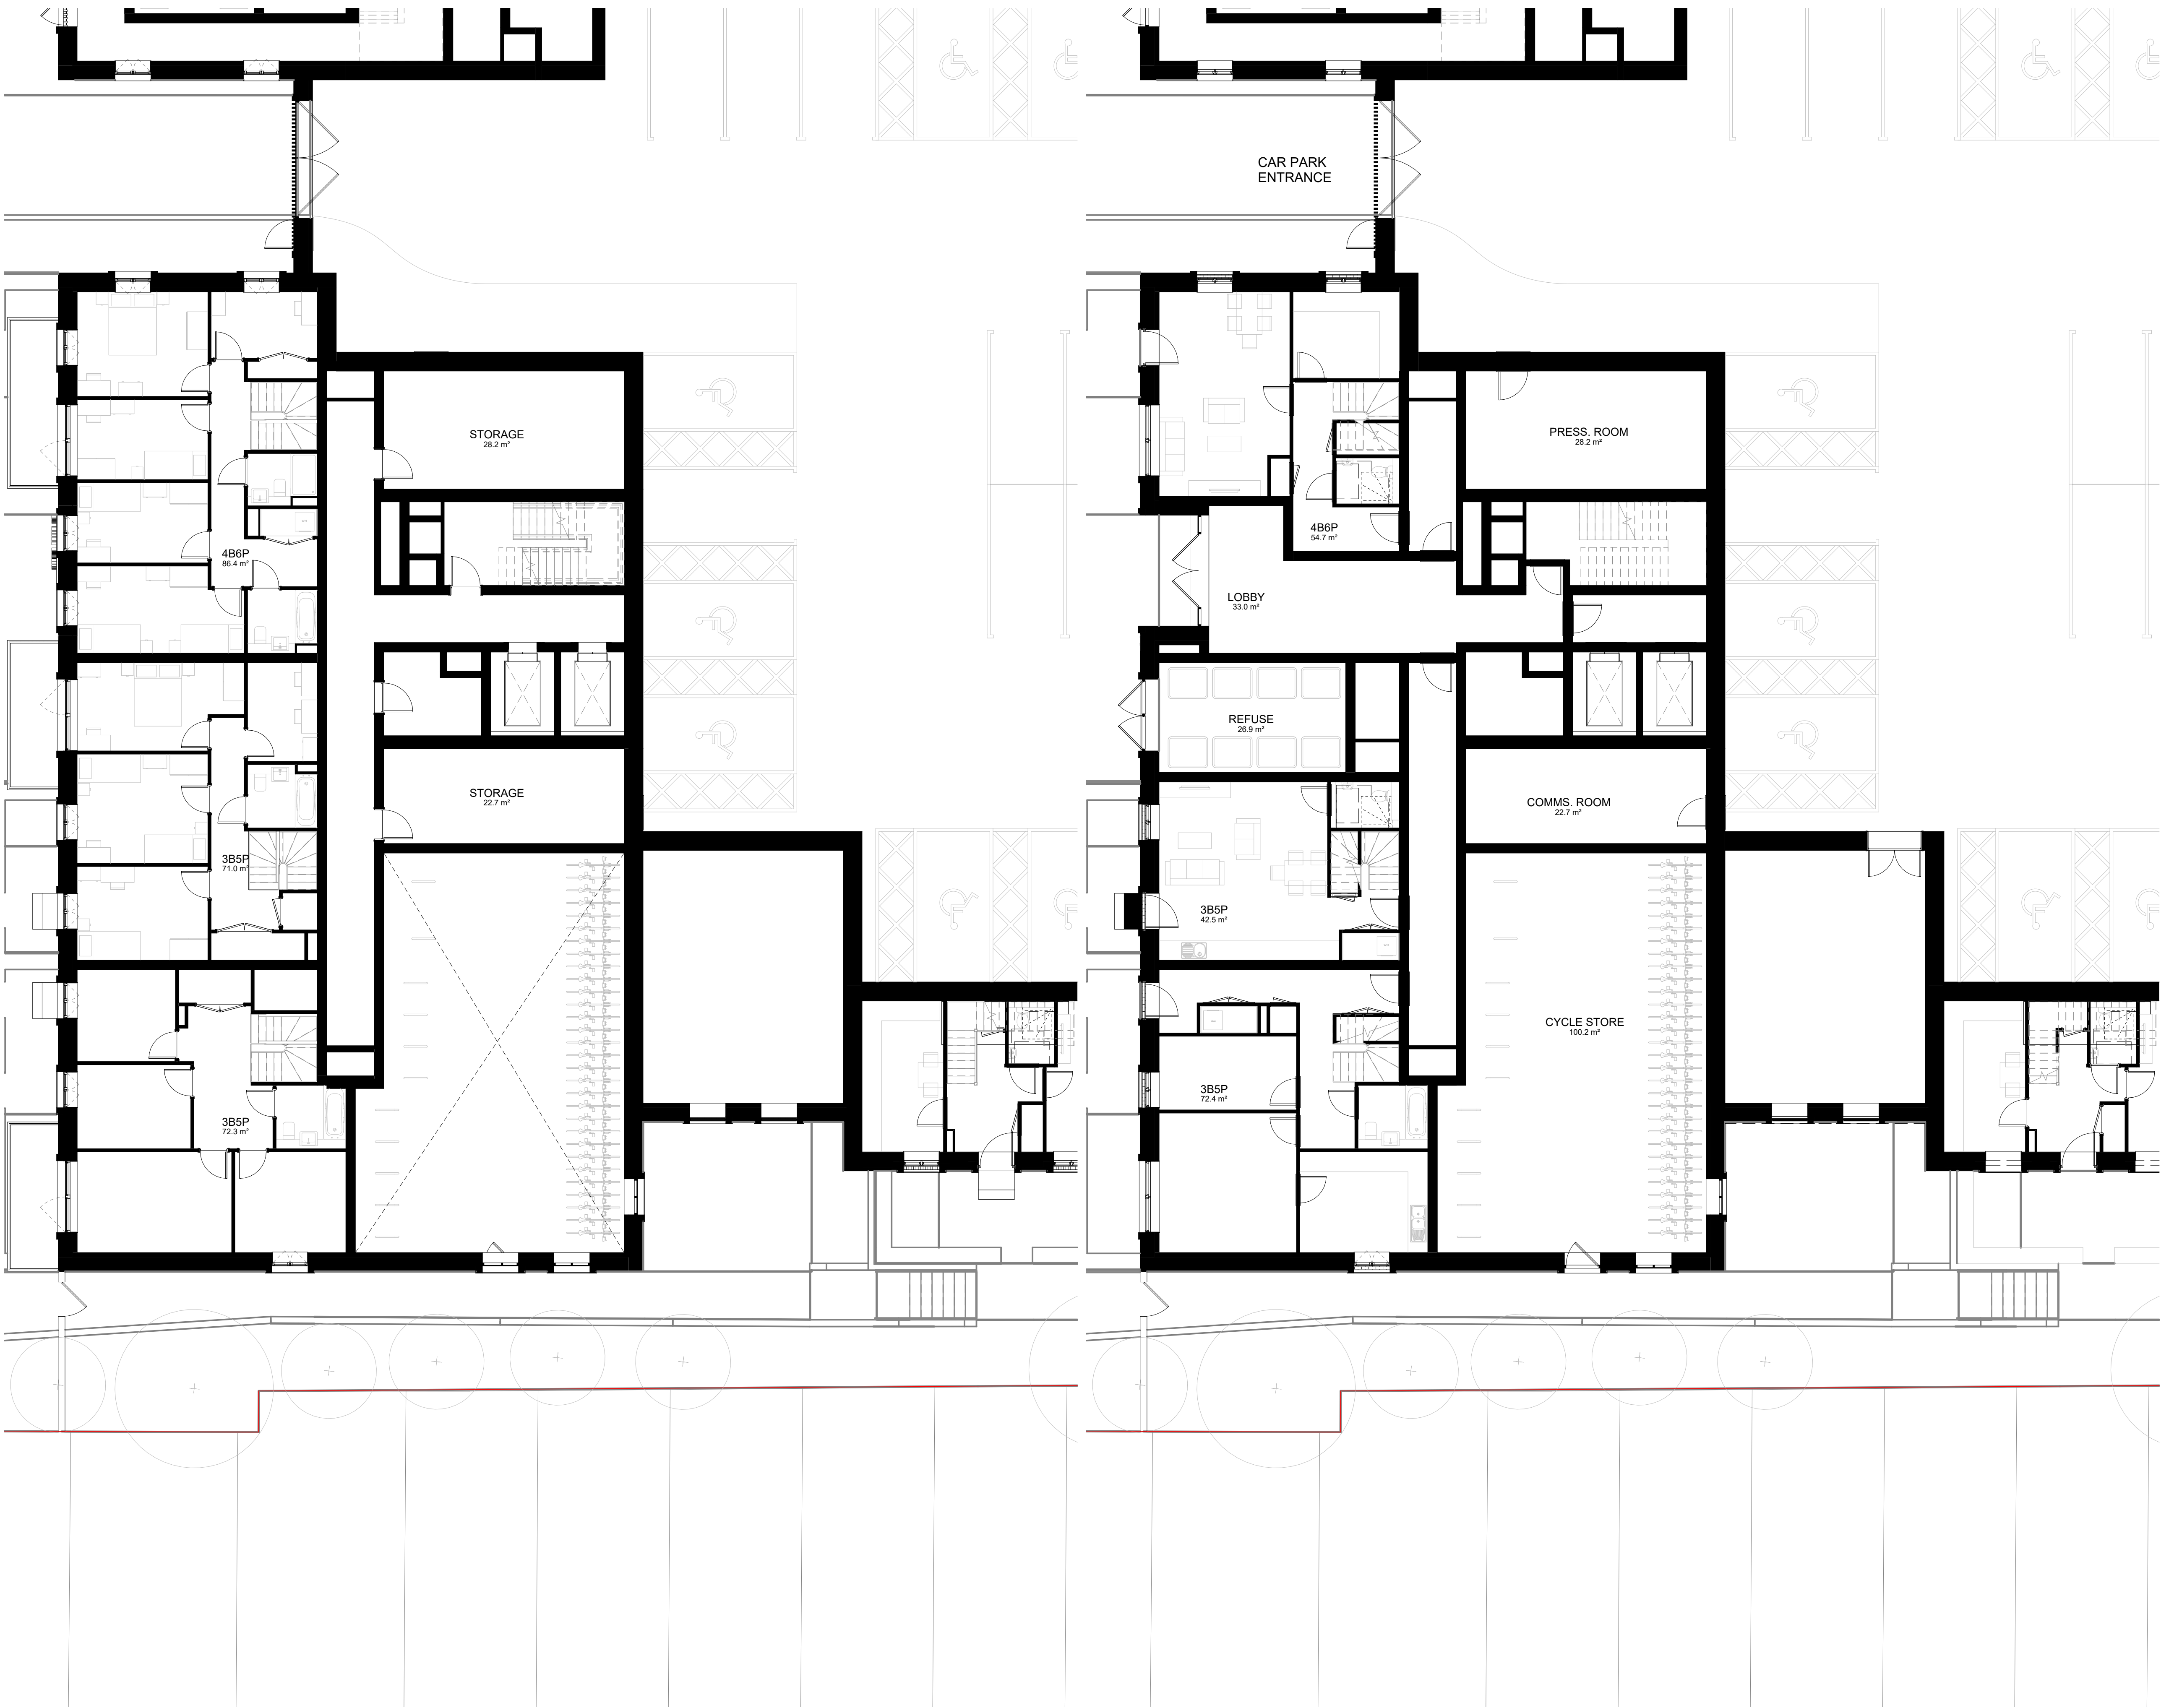 STORAGE
28.2 m²
4B6P
86.4 m²
STORAGE
22.7 m²
3B5P
71.0 m²
3B5P
72.3 m²
CAR PARK
ENTRANCE
PRESS. ROOM
28.2 m²
4B6P
54.7 m²
LOBBY
33.0 m²
REFUSE
26.9 m²
COMMS. ROOM
22.7 m²
3B5P
42.5 m²
CYCLE STORE
100.2 m²
3B5P
72.4 m²